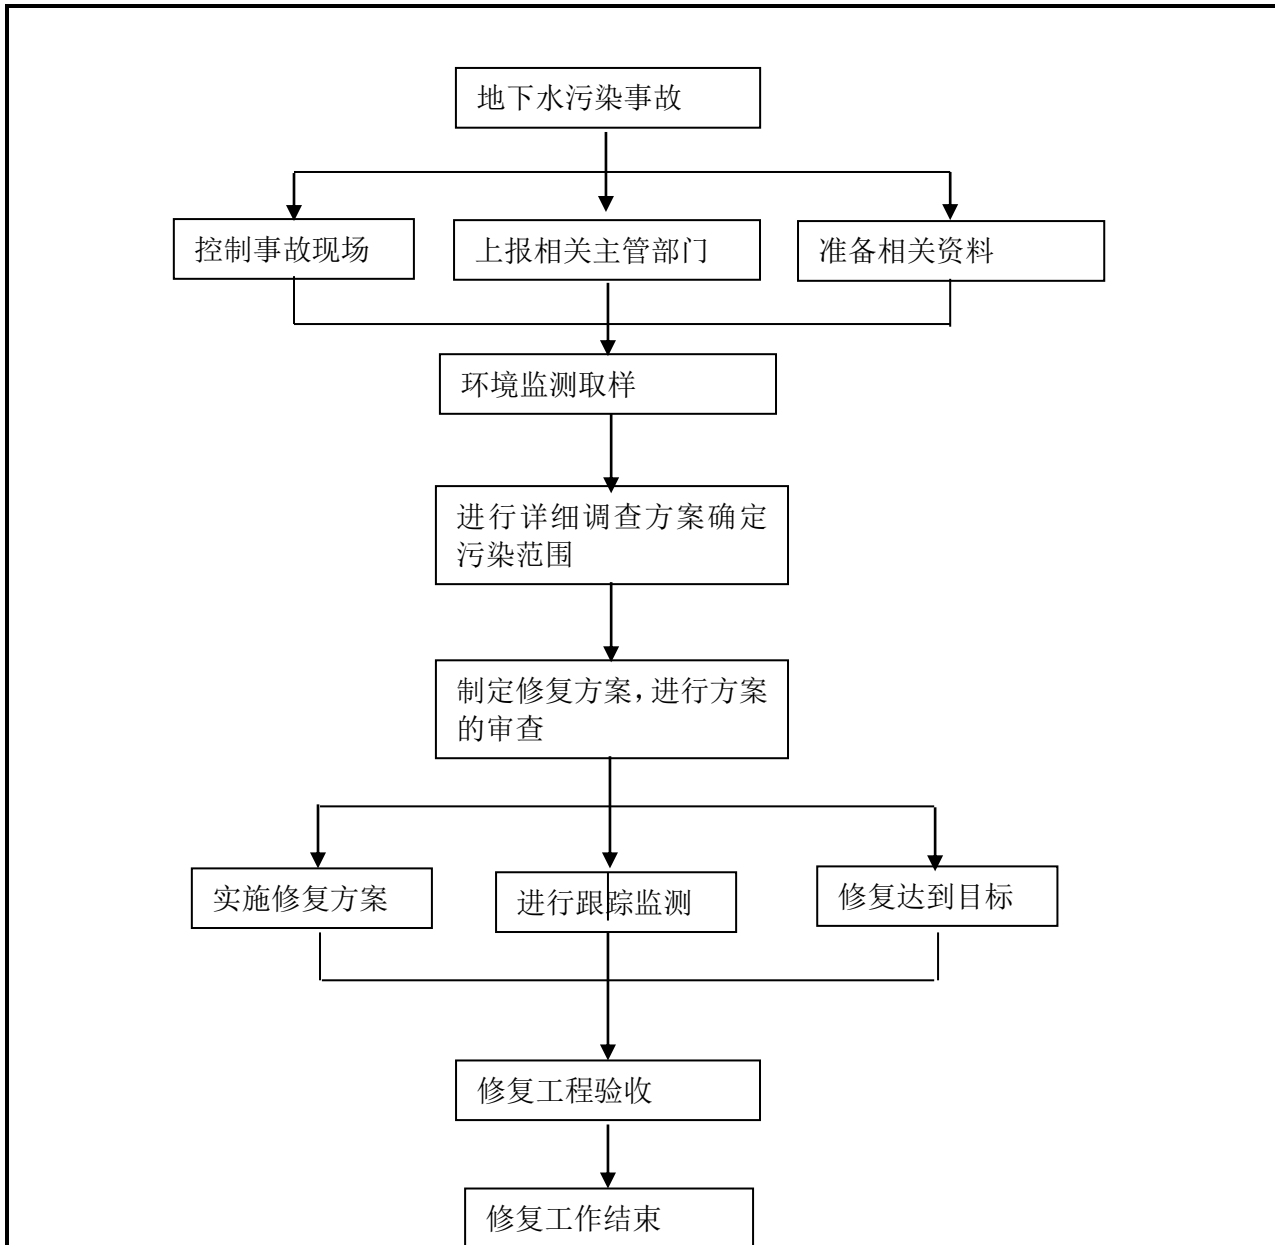 地下水污染事故
控制事故现场
上报相关主管部门
准备相关资料
环境监测取样
进行详细调查方案确定
污染范围
制定修复方案，进行方案
的审查
实施修复方案
进行跟踪监测
修复达到目标
修复工程验收
修复工作结束